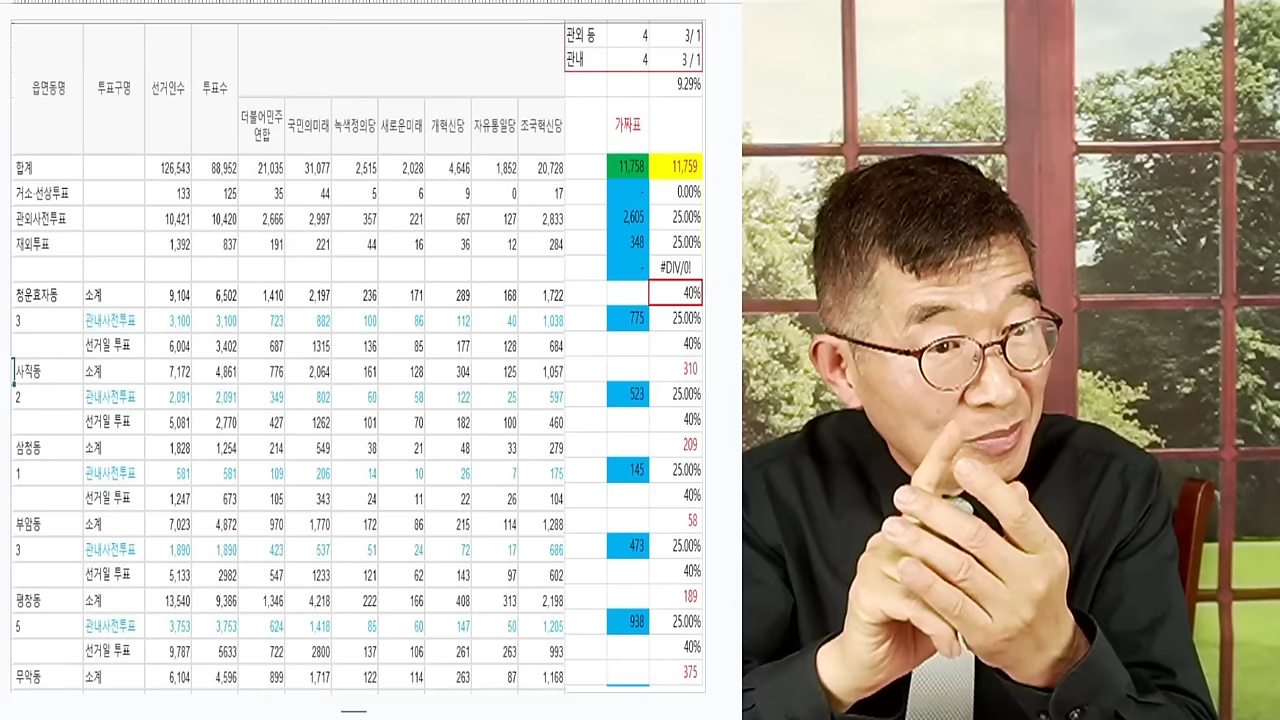 관외 등 4 3/ 1
관내 4 3 / 1
9.29%
읍면동명 투표구명 선거인수 투표수 더불어민주연합 국민의미래 녹색정의당 새로운미래 개혁신당 자유통일당 조국혁신당 가짜표
합계 126,543 88,952 21,035 31,077 2,515 2,028 4,646 1,852 20,728 11,758 11,759
거소·선상투표 133 125 35 44 5 6 9 0 17 - 0.00%
관외사전투표 10,421 10,420 2,666 2,997 357 221 667 127 2,833 2,605 25.00%
재외투표 1,392 837 191 221 44 16 36 12 284 348 25.00%
- #DIV/0!
청운효자동 소계 9,104 6,502 1,410 2,197 236 171 289 168 1,722 40%
3 관내사전투표 3,100 3,100 723 882 100 86 112 40 1,038 775 25.00%
선거일 투표 6,004 3,402 687 1315 136 85 177 128 684 40%
사직동 소계 7,172 4,861 776 2,064 161 128 304 125 1,057 310
2 관내사전투표 2,091 2,091 349 802 60 58 122 25 597 523 25.00%
선거일 투표 5,081 2,770 427 1262 101 70 182 100 460 40%
삼청동 소계 1,828 1,254 214 549 38 21 48 33 279 209
1 관내사전투표 581 581 109 206 14 10 26 7 175 145 25.00%
선거일 투표 1,247 673 105 343 24 11 22 26 104 40%
부암동 소계 7,023 4,872 970 1,770 172 86 215 114 1,288 58
3 관내사전투표 1,890 1,890 423 537 51 24 72 17 686 473 25.00%
선거일 투표 5,133 2982 547 1233 121 62 143 97 602 40%
평창동 소계 13,540 9,386 1,346 4,218 222 166 408 313 2,198 189
5 관내사전투표 3,753 3,753 624 1,418 85 60 147 50 1,205 938 25.00%
선거일 투표 9,787 5633 722 2800 137 106 261 263 993 40%
무악동 소계 6,104 4,596 899 1,717 122 114 263 87 1,168 375